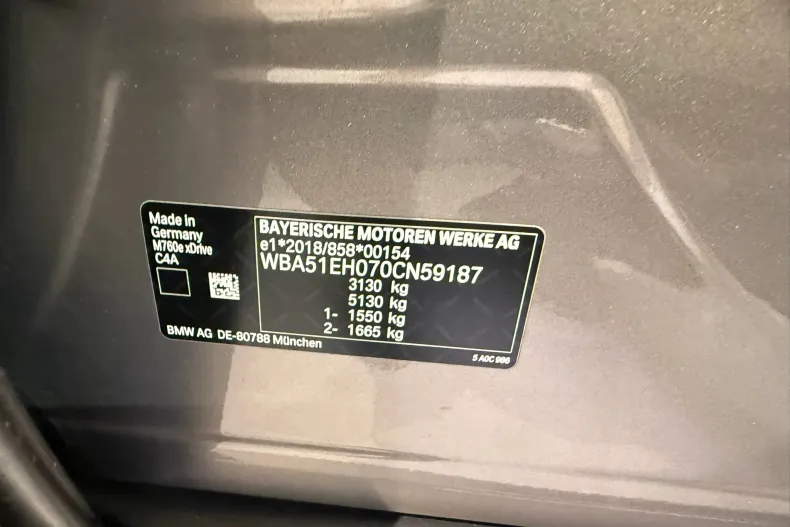 Made in
Germany
M760e xDrive
C4A
BAYERISCHE MOTOREN WERKE AG
e1*2018/858*00154
WBA51EH070CN59187
3130 kg
5130 kg
1- 1550 kg
2- 1665 kg
BMW AG DE-80788 München
5 A0C 986